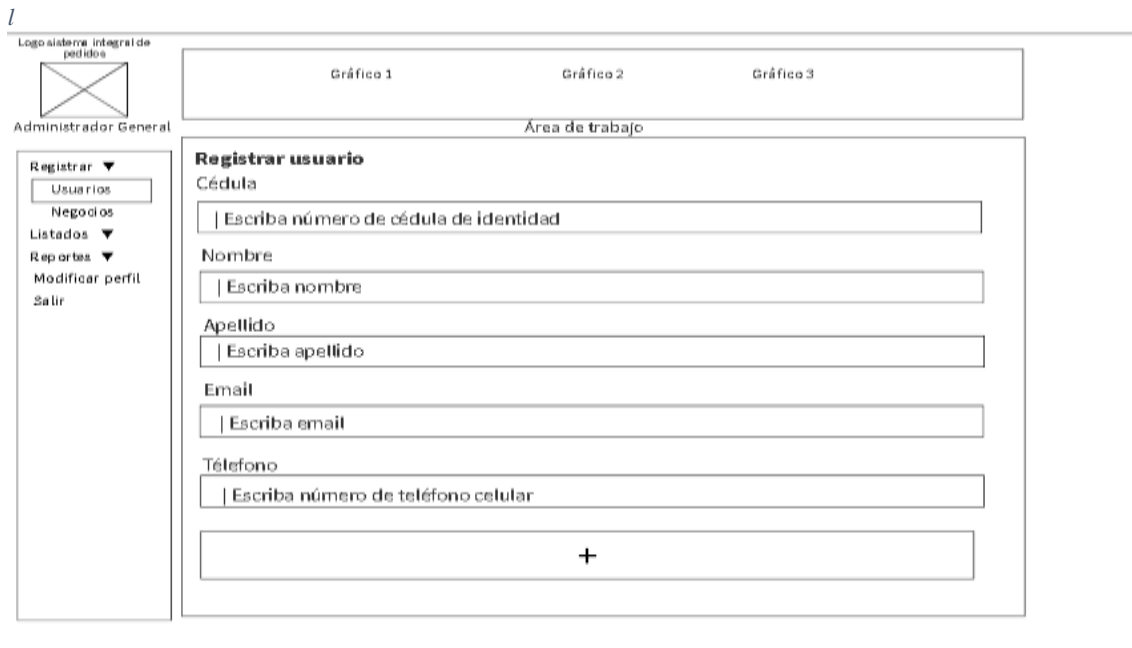 l
Logo sistema integral de
pedidos
Administrador General
Gráfico 1 Gráfico 2 Gráfico 3
Área de trabajo
Registrar ▼
Usuarios
Negocios
Listados ▼
Reportes ▼
Modificar perfil
Salir
Registrar usuario
Cédula
| Escriba número de cédula de identidad
Nombre
| Escriba nombre
Apellido
| Escriba apellido
Email
| Escriba email
Télefono
| Escriba número de teléfono celular
+